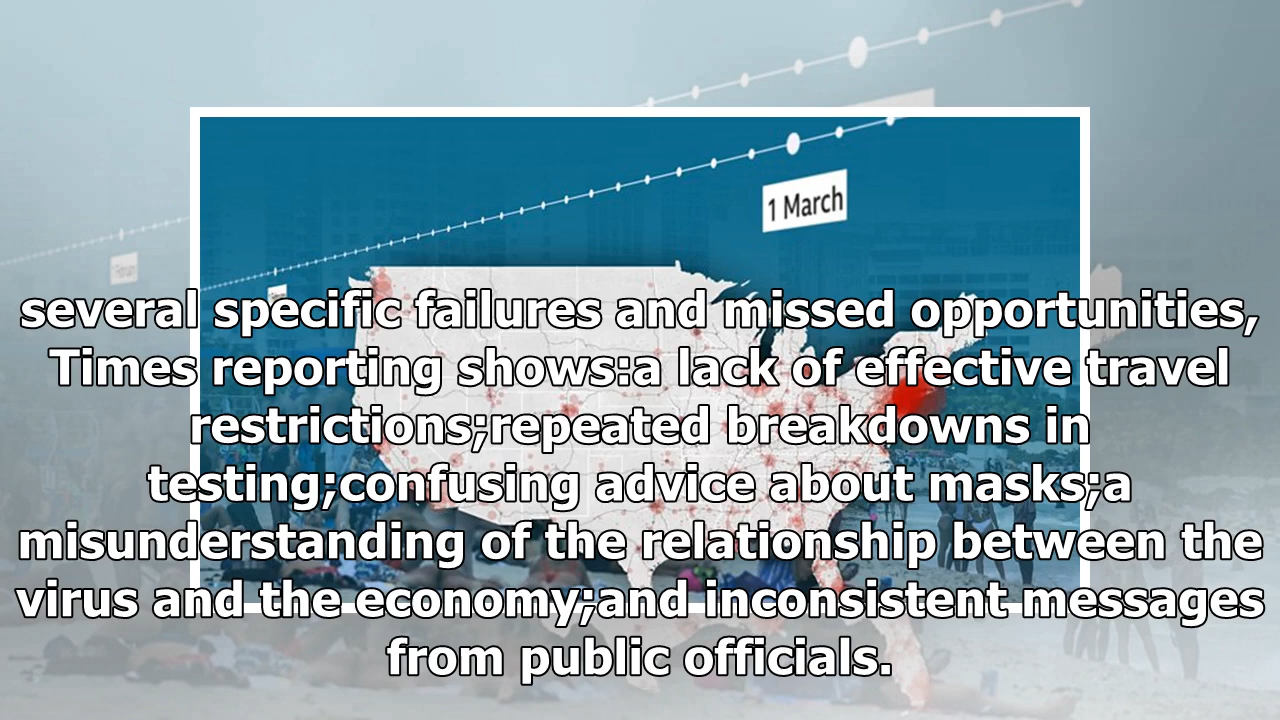 1 March
several specific failures and missed opportunities,
Times reporting shows:a lack of effective travel
restrictions;repeated breakdowns in
testing;confusing advice about masks;a
misunderstanding of the relationship between the
virus and the economy;and inconsistent messages
from public officials.